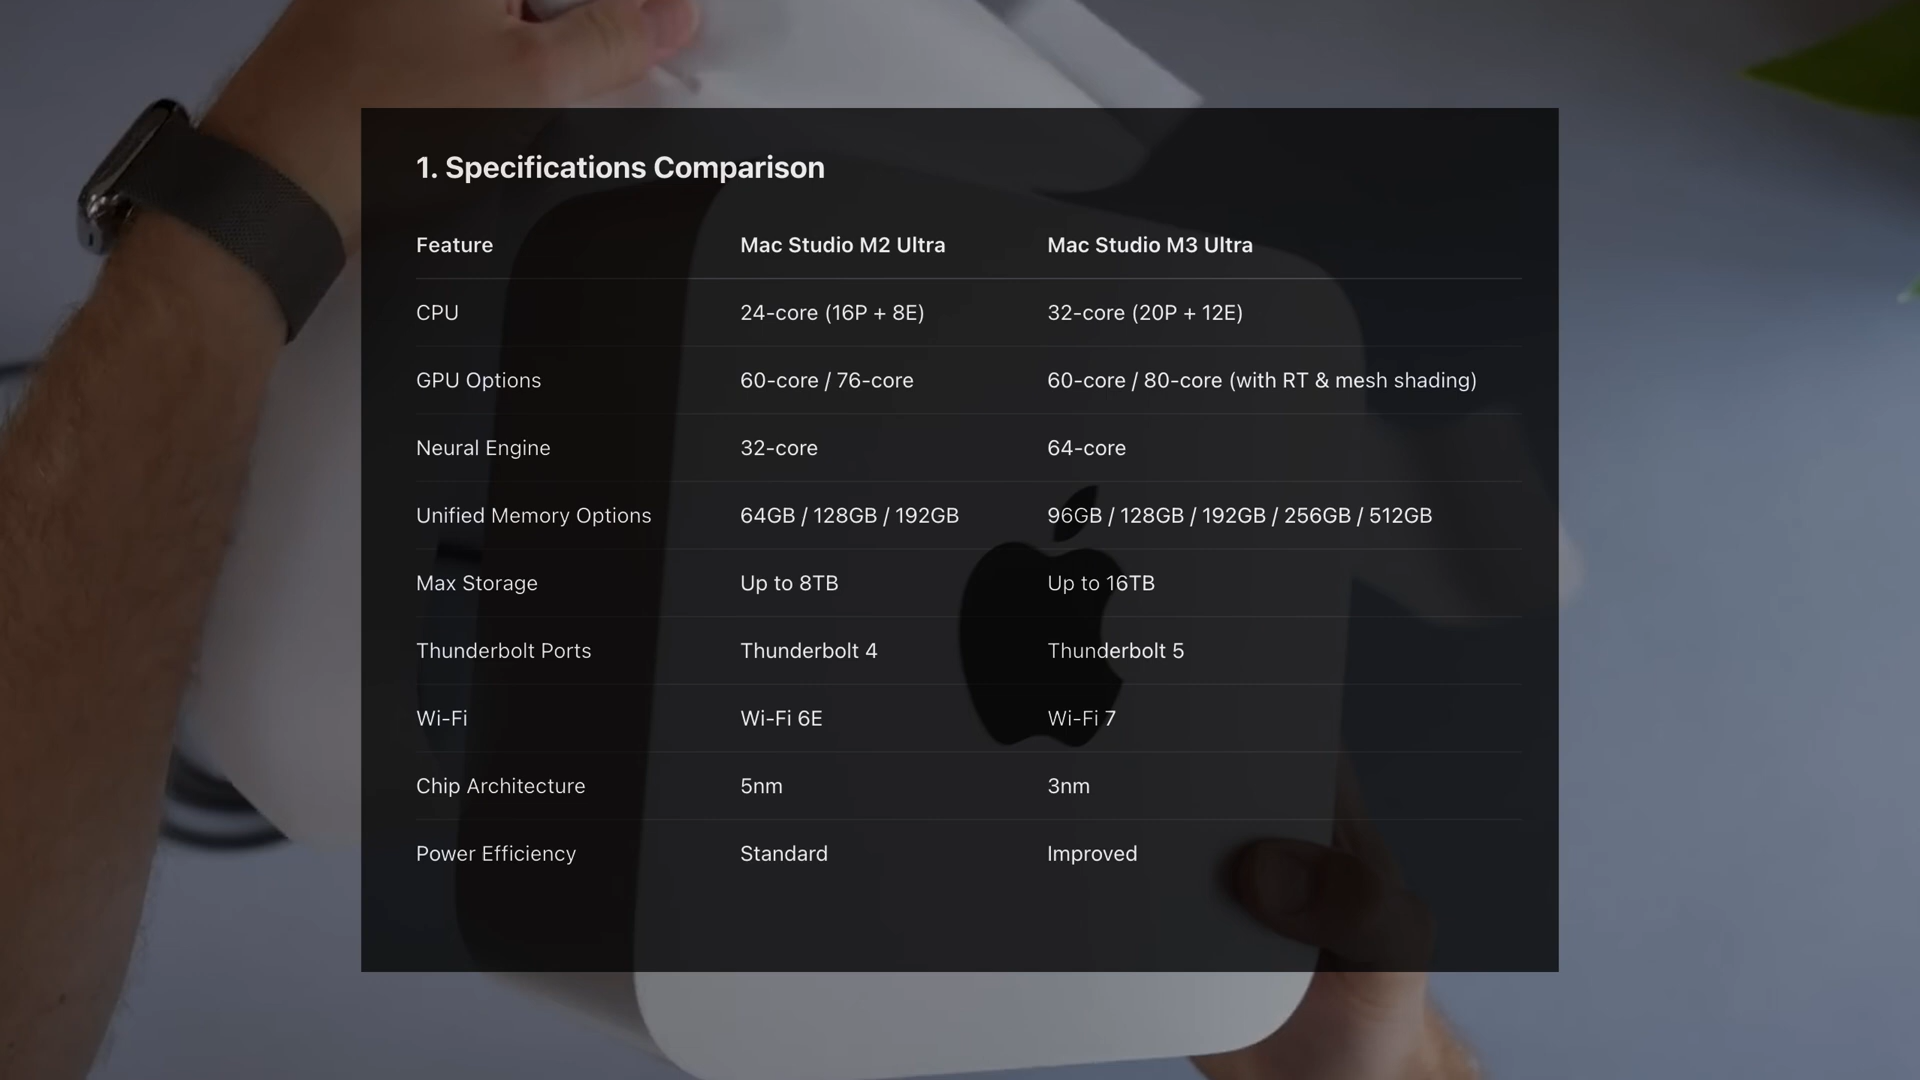 1. Specifications Comparison
Feature Mac Studio M2 Ultra Mac Studio M3 Ultra
CPU 24-core (16P + 8E) 32-core (20P + 12E)
GPU Options 60-core / 76-core 60-core / 80-core (with RT & mesh shading)
Neural Engine 32-core 64-core
Unified Memory Options 64GB / 128GB / 192GB 96GB / 128GB / 192GB / 256GB / 512GB
Max Storage Up to 8TB Up to 16TB
Thunderbolt Ports Thunderbolt 4 Thunderbolt 5
Wi-Fi Wi-Fi 6E Wi-Fi 7
Chip Architecture 5nm 3nm
Power Efficiency Standard Improved